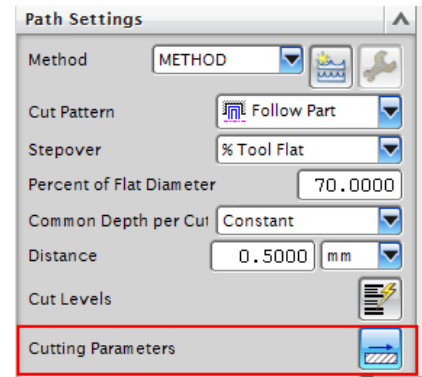 Path Settings
Method METHOD
Cut Pattern Follow Part
Stepover % Tool Flat
Percent of Flat Diameter 70.0000
Common Depth per Cut Constant
Distance 0.5000 mm
Cut Levels
Cutting Parameters